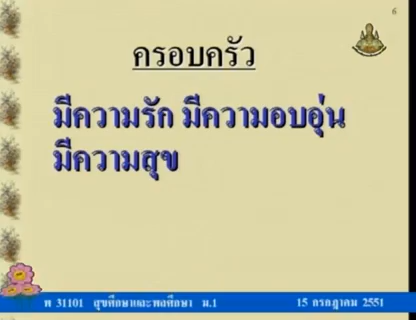 6
ครอบครัว
มีความรัก มีความอบอุ่น
มีความสุข
พ 31101 สุขศึกษาและพลศึกษา ม.1 15 กรกฎาคม 2551